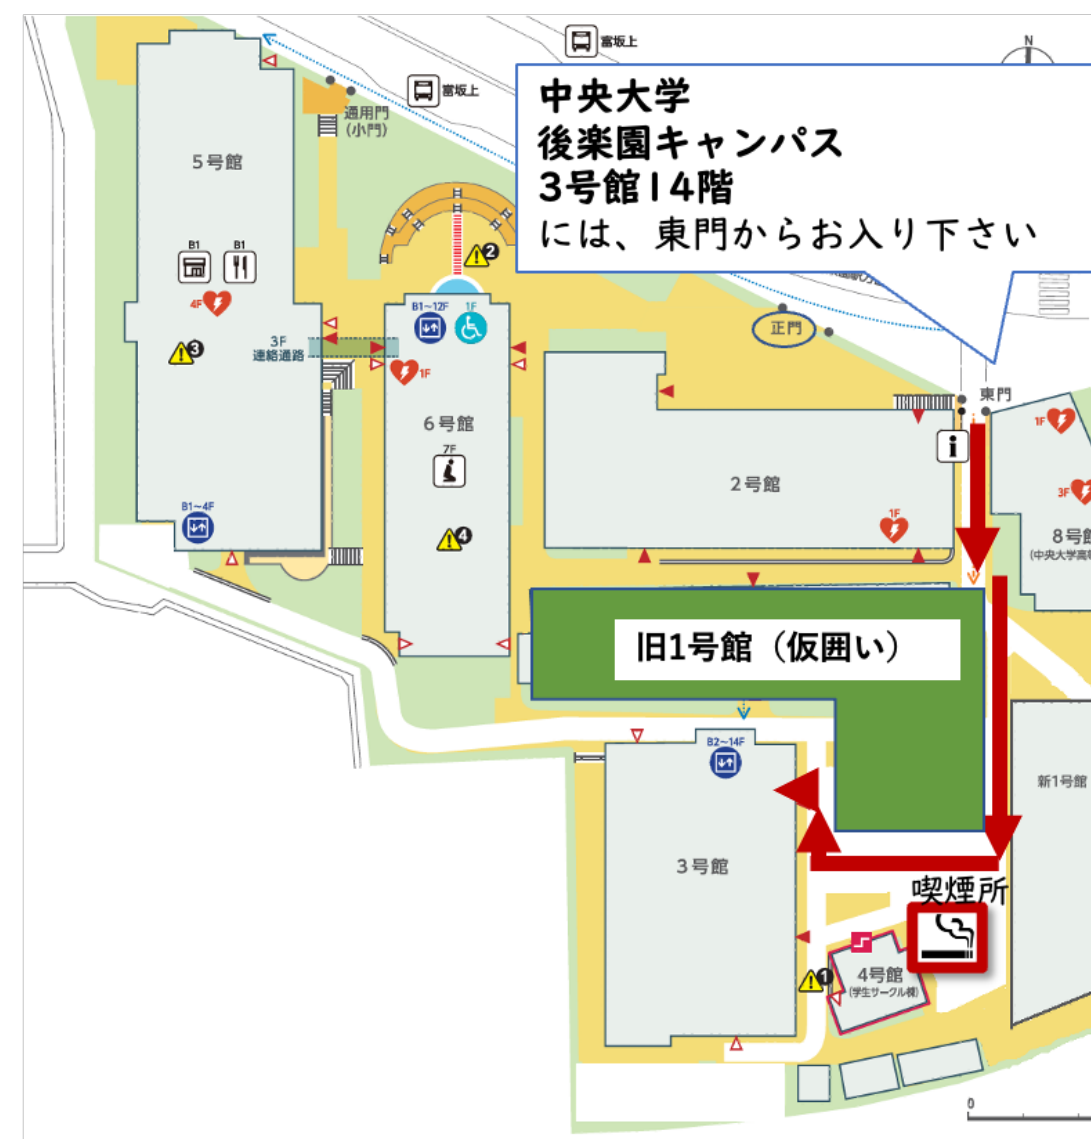 富坂上
N
富坂上
中央大学
後楽園キャンパス
3号館14階
には、東門からお入り下さい
通用門
(小門)
5号館
B1
B1
4F
2
B1~12F
1F
正門
3F
連絡通路
3
1F
東門
1F
6号館
7F
i
2号館
3F
1F
8号館
B1~4F
4
旧1号館（仮囲い）
B2~14F
新1号館
3号館
喫煙所
4号館
(学生サークル棟)
1
0